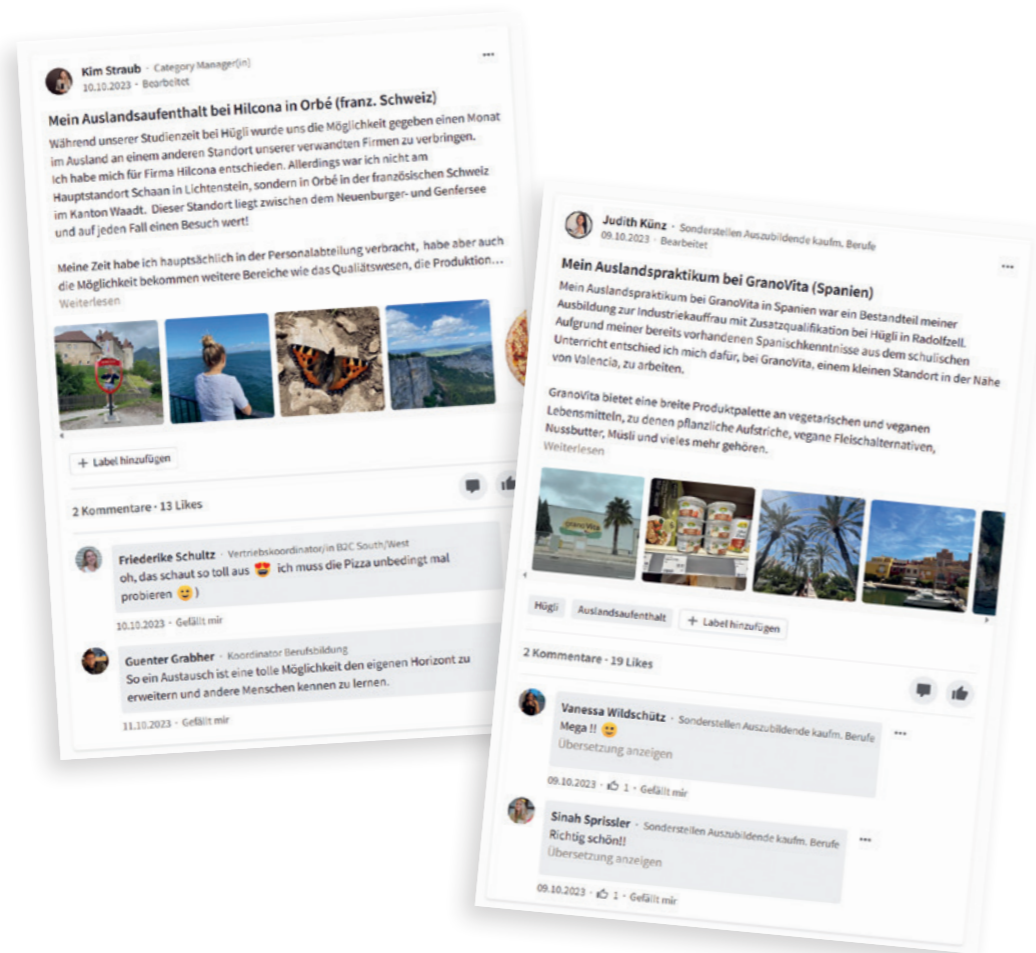 Kim Straub · Category Manager(in)
10.10.2023 · Bearbeitet
Mein Auslandsaufenthalt bei Hilcona in Orbé (franz. Schweiz)
Während unserer Studienzeit bei Hügli wurde uns die Möglichkeit gegeben einen Monat
im Ausland an einem anderen Standort unserer verwandten Firmen zu verbringen.
Ich habe mich für Firma Hilcona entschieden. Allerdings war ich nicht am
Hauptstandort Schaan in Lichtenstein, sondern in Orbé in der französischen Schweiz
im Kanton Waadt. Dieser Standort liegt zwischen dem Neuenburger- und Genfersee
und auf jeden Fall einen Besuch wert!
Meine Zeit habe ich hauptsächlich in der Personalabteilung verbracht, habe aber auch
die Möglichkeit bekommen weitere Bereiche wie das Qualiätswesen, die Produktion...
Weiterlesen
+ Label hinzufügen
2 Kommentare · 13 Likes
Friederike Schultz · Vertriebskoordinator/in B2C South/West
oh, das schaut so toll aus 😍 ich muss die Pizza unbedingt mal
probieren 🙂)
10.10.2023 · Gefällt mir
Guenter Grabher · Koordinator Berufsbildung
So ein Austausch ist eine tolle Möglichkeit den eigenen Horizont zu
erweitern und andere Menschen kennen zu lernen.
11.10.2023 · Gefällt mir
Judith Künz · Sonderstellen Auszubildende kaufm. Berufe
09.10.2023 · Bearbeitet
Mein Auslandspraktikum bei GranoVita (Spanien)
Mein Auslandspraktikum bei GranoVita in Spanien war ein Bestandteil meiner
Ausbildung zur Industriekauffrau mit Zusatzqualifikation bei Hügli in Radolfzell.
Aufgrund meiner bereits vorhandenen Spanischkenntnisse aus dem schulischen
Unterricht entschied ich mich dafür, bei GranoVita, einem kleinen Standort in der Nähe
von Valencia, zu arbeiten.
GranoVita bietet eine breite Produktpalette an vegetarischen und veganen
Lebensmitteln, zu denen pflanzliche Aufstriche, vegane Fleischalternativen,
Nussbutter, Müsli und vieles mehr gehören.
Weiterlesen
granoVita
Hügli Auslandsaufenthalt + Label hinzufügen
2 Kommentare · 19 Likes
Vanessa Wildschütz · Sonderstellen Auszubildende kaufm. Berufe
Mega !! 🙂
Übersetzung anzeigen
09.10.2023 · 1 · Gefällt mir
Sinah Sprissler · Sonderstellen Auszubildende kaufm. Berufe
Richtig schön!!
Übersetzung anzeigen
09.10.2023 · 1 · Gefällt mir